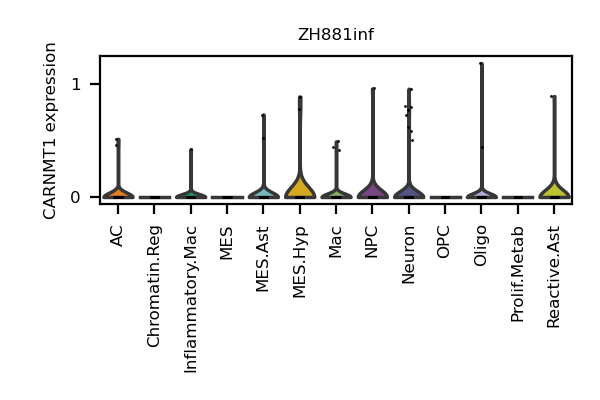 ZH881inf
CARNMT1 expression
1
0
AC
Chromatin.Reg
Inflammatory.Mac
MES
MES.Ast
MES.Hyp
Mac
NPC
Neuron
OPC
Oligo
Prolif.Metab
Reactive.Ast